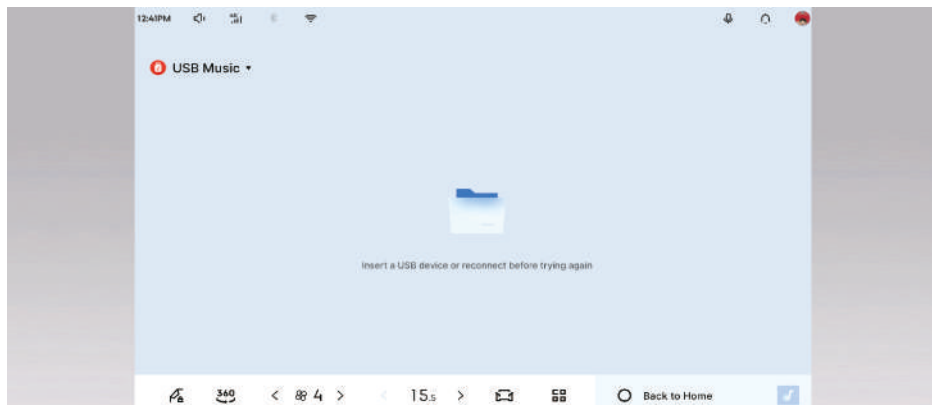 12:41PM
USB Music
Insert a USB device or reconnect before trying again
360 4 15.5 Back to Home